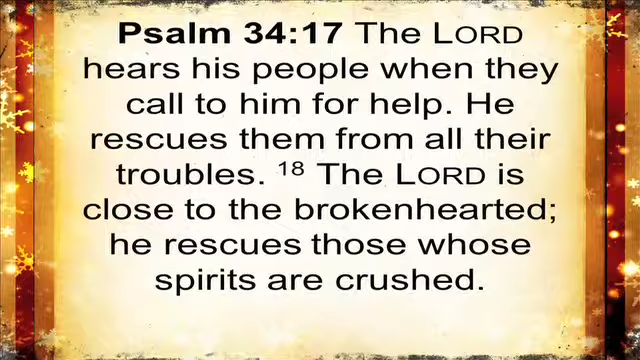 Psalm 34:17 The LORD
hears his people when they
call to him for help. He
rescues them from all their
troubles. 18 The LORD is
close to the brokenhearted;
he rescues those whose
spirits are crushed.